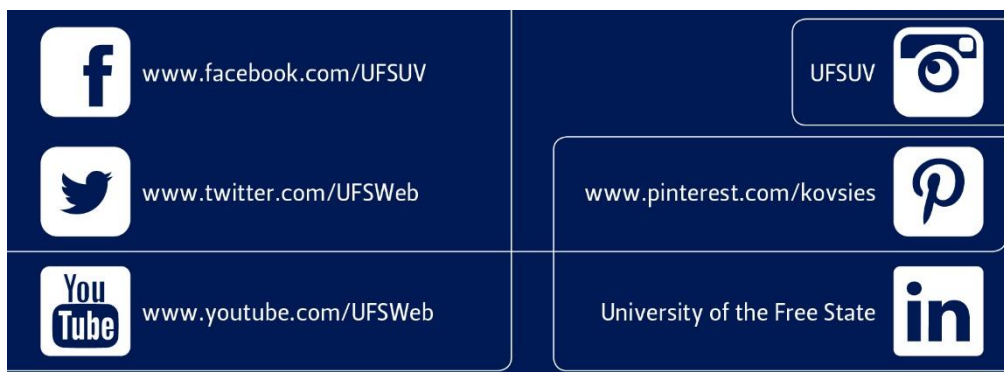 www.facebook.com/UFSUV
UFSUV
www.twitter.com/UFSWeb
www.pinterest.com/kovsies
You
Tube
www.youtube.com/UFSWeb
University of the Free State
in